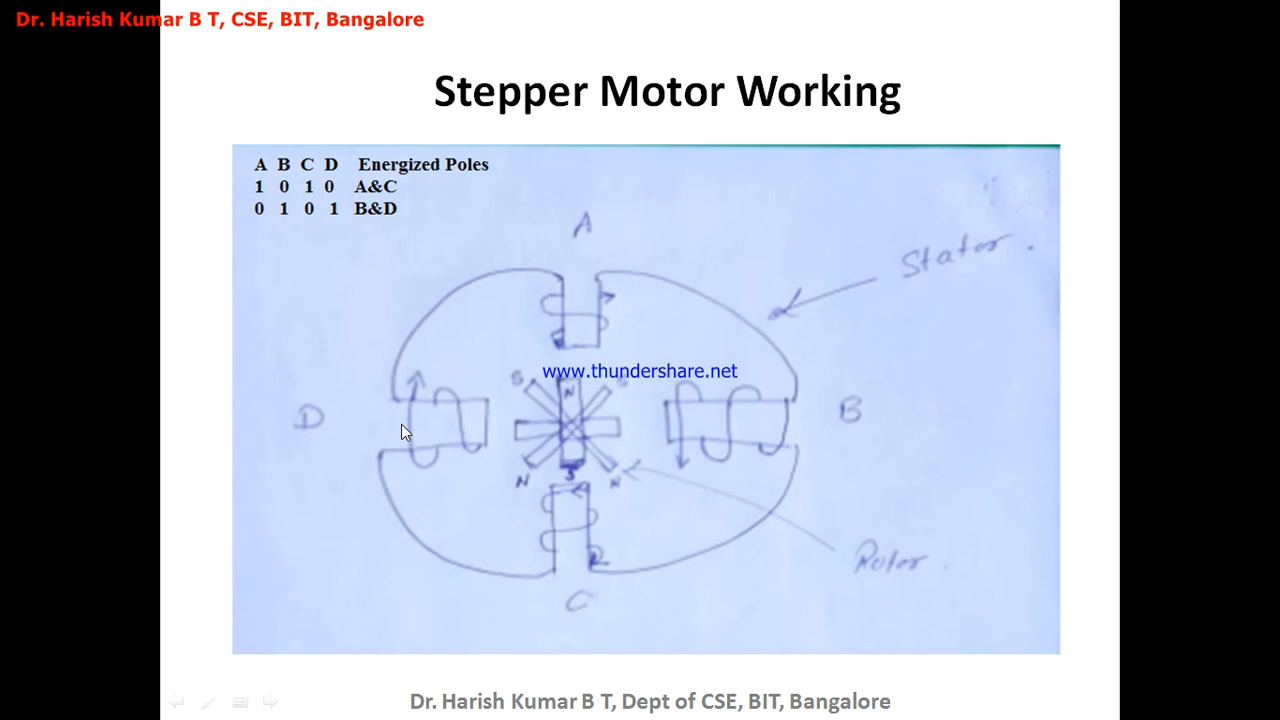 Dr. Harish Kumar B T, CSE, BIT, Bangalore
Stepper Motor Working
A B C D Energized Poles
1 0 1 0 A&C
0 1 0 1 B&D
A
Stator.
www.thundershare.net
S
S
N
D
B
N
S
N
Rotor.
C
Dr. Harish Kumar B T, Dept of CSE, BIT, Bangalore